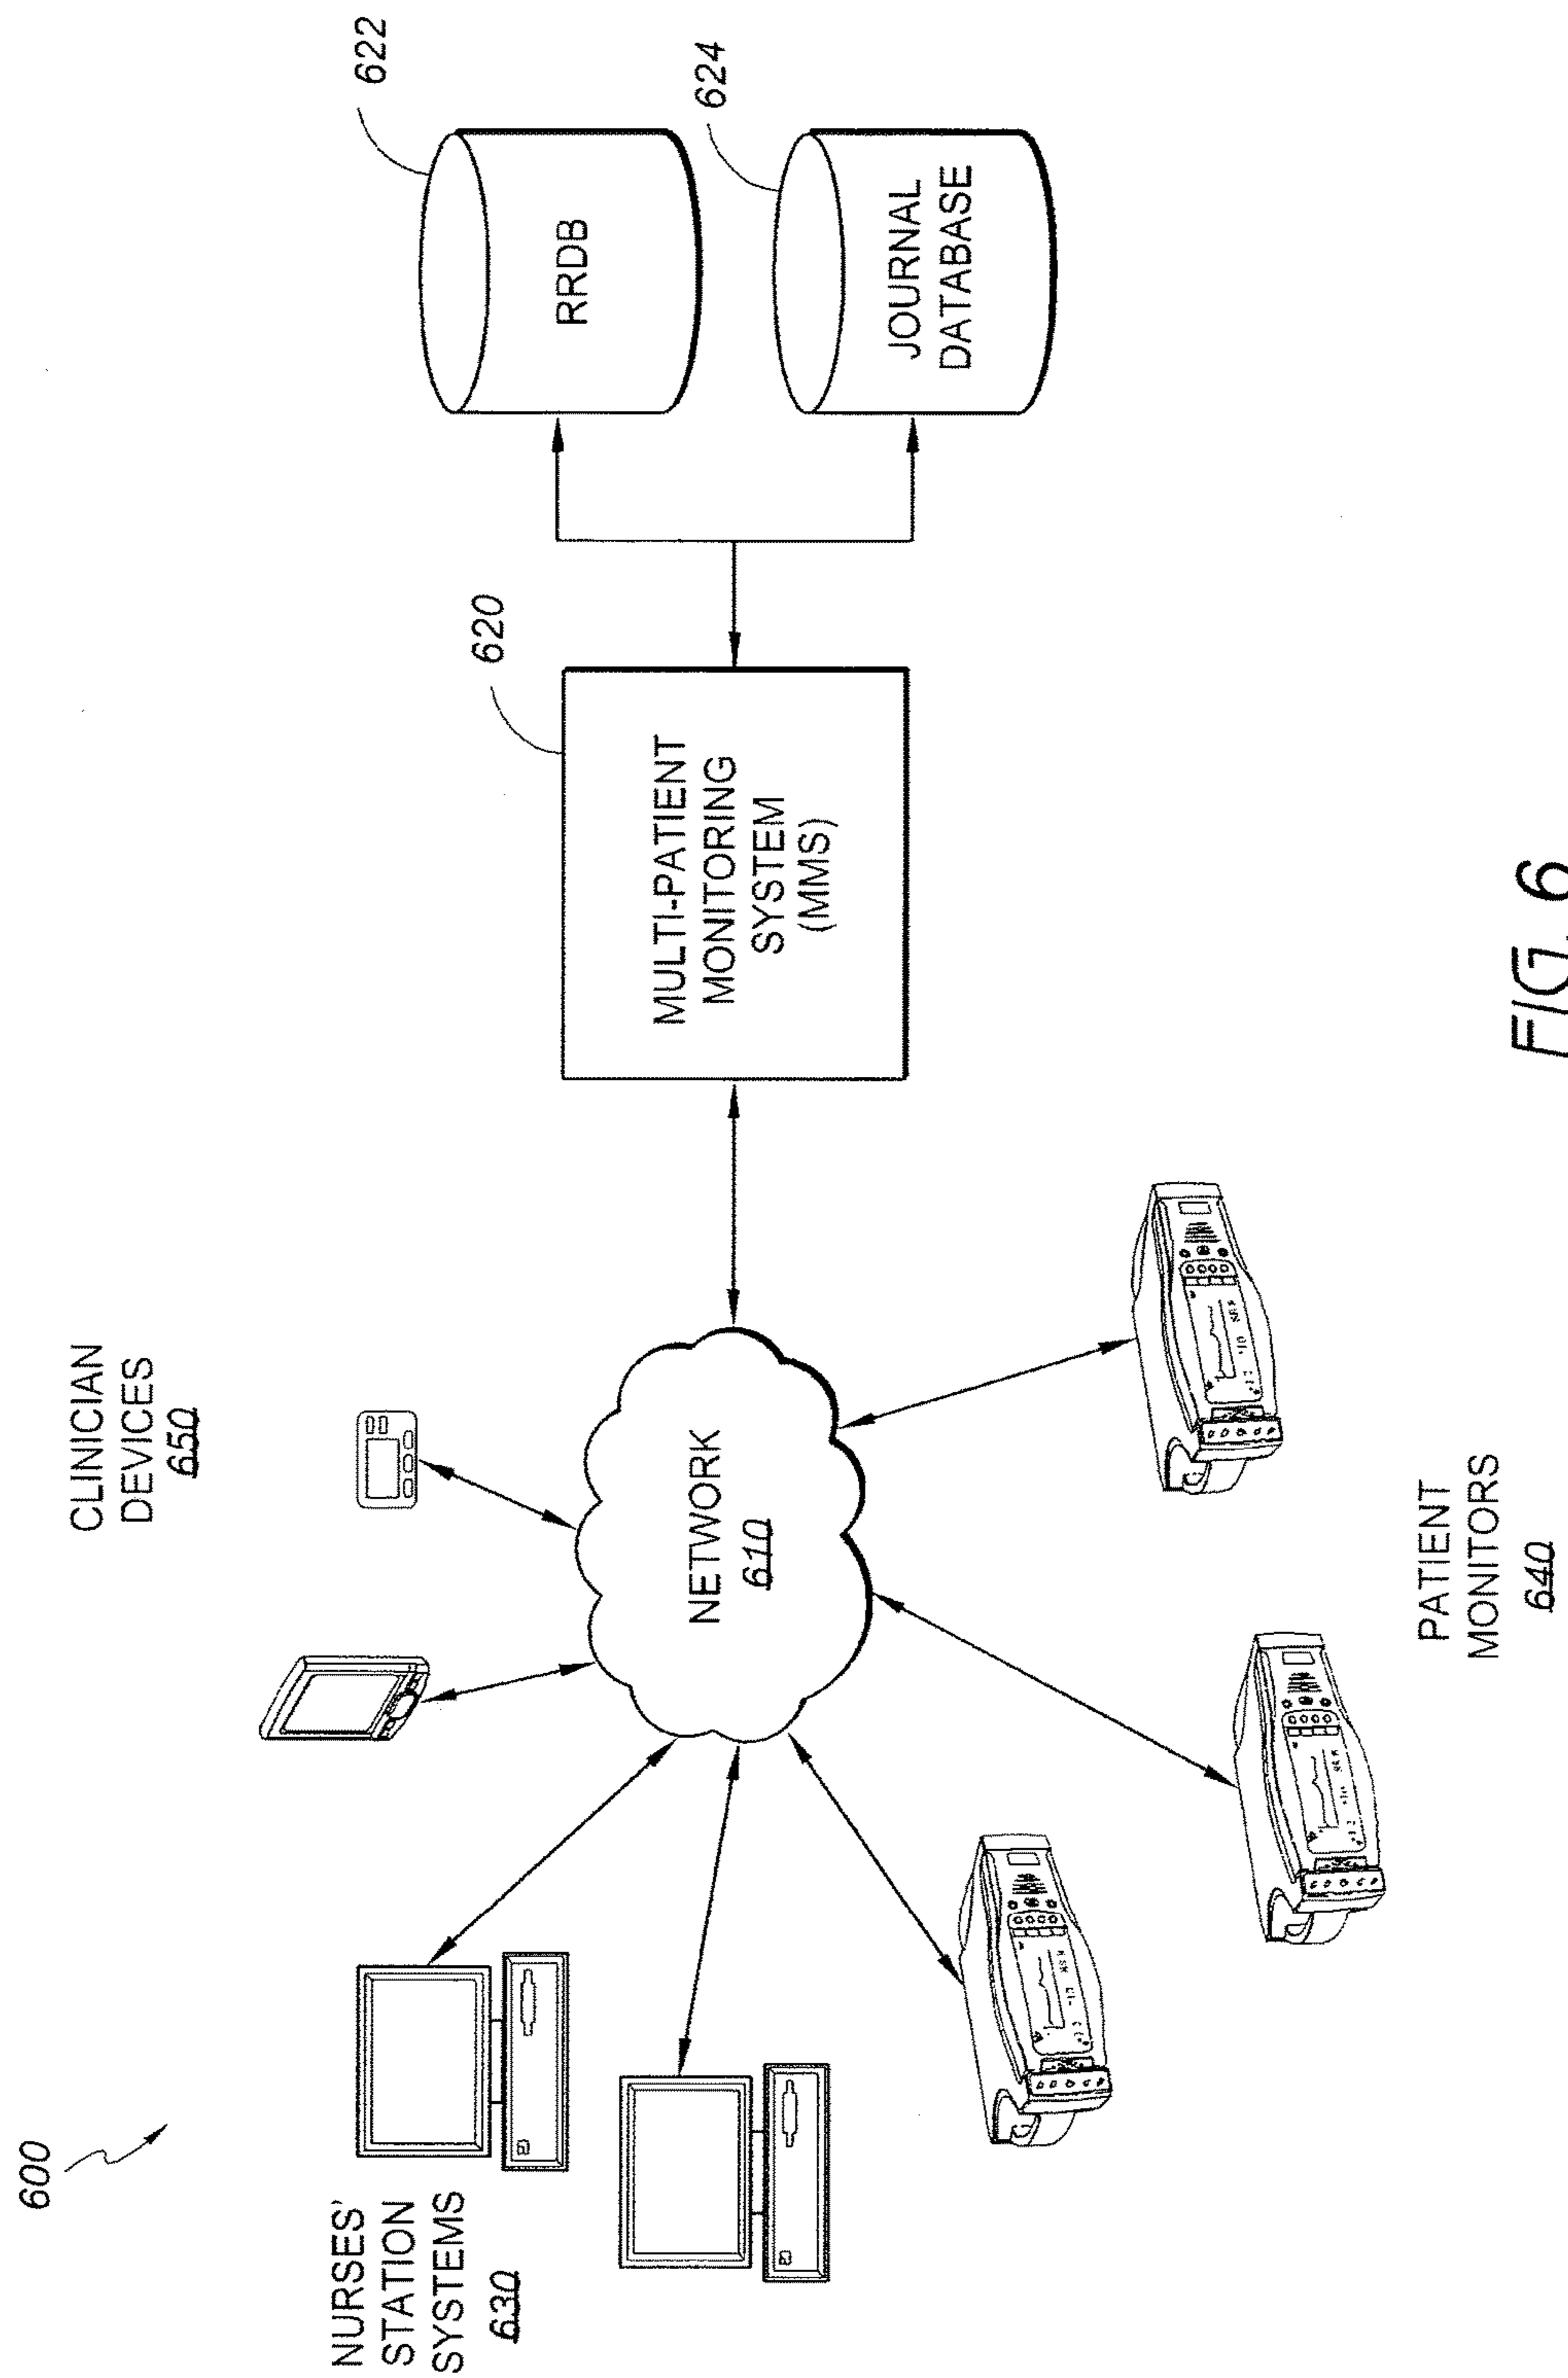 600
NURSES'
STATION
SYSTEMS
630
CLINICIAN
DEVICES
650
NETWORK
610
PATIENT
MONITORS
640
620
MULTI-PATIENT
MONITORING
SYSTEM
(MMS)
622
RRDB
624
JOURNAL
DATABASE
FIG. 6